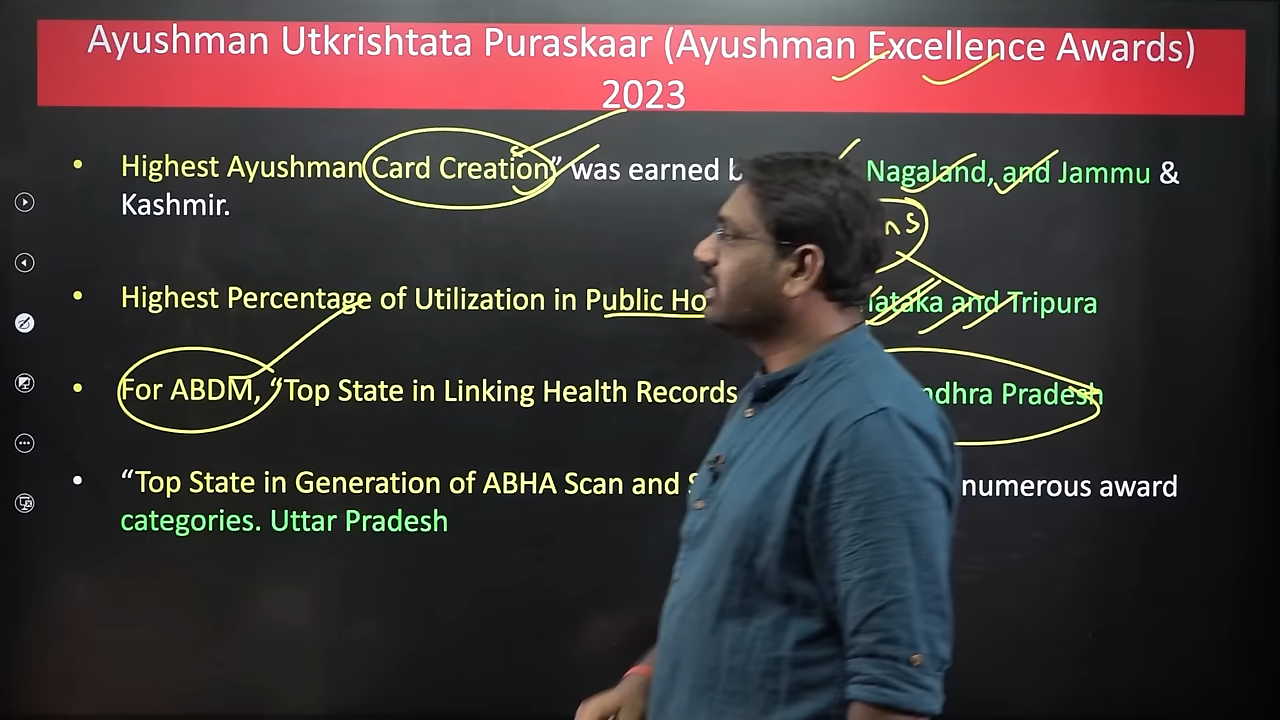 Ayushman Utkrishtata Puraskaar (Ayushman Excellence Awards)
2023
• Highest Ayushman Card Creation” was earned Nagaland, and Jammu &
Kashmir.
ns
• Highest Percentage of Utilization in Public and Tripura
• For ABDM, “Top State in Linking Health Records Pradesh
• “Top State in Generation of ABHA Scan and numerous award
categories. Uttar Pradesh